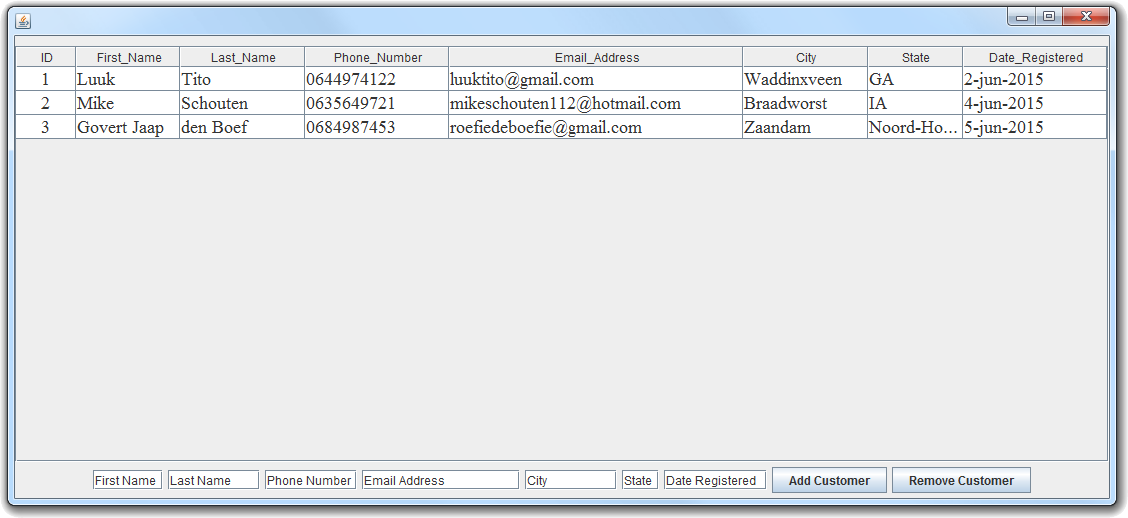 ID First_Name Last_Name Phone_Number Email_Address City State Date_Registered
1 Luuk Tito 0644974122 luuktito@gmail.com Waddinxveen GA 2-jun-2015
2 Mike Schouten 0635649721 mikeschouten112@hotmail.com Braadworst IA 4-jun-2015
3 Govert Jaap den Boef 0684987453 roefiedeboefie@gmail.com Zaandam Noord-Ho... 5-jun-2015
First Name Last Name Phone Number Email Address City State Date Registered Add Customer Remove Customer